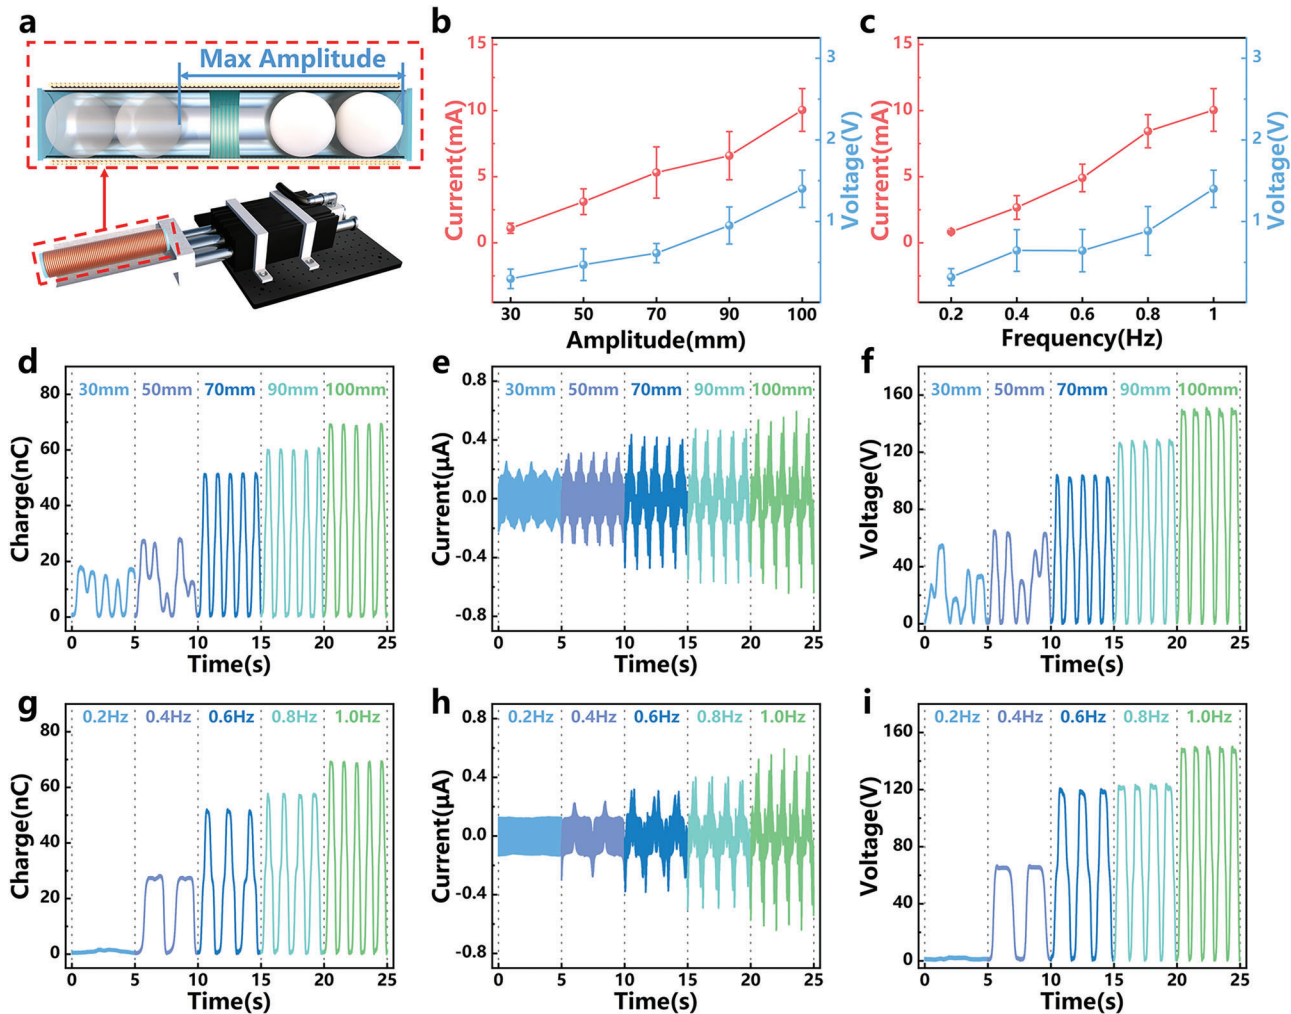 a
Max Amplitude
b
15
10
5
0
Current(mA)
3
2
1
Voltage(V)
30 50 70 90 100
Amplitude(mm)
c
15
10
5
0
Current(mA)
3
2
1
Voltage(V)
0.2 0.4 0.6 0.8 1
Frequency(Hz)
d
80
60
40
20
0
Charge(nC)
30mm 50mm 70mm 90mm 100mm
0 5 10 15 20 25
Time(s)
e
0.8
0.4
0.0
-0.4
-0.8
Current(μA)
30mm 50mm 70mm 90mm 100mm
0 5 10 15 20 25
Time(s)
f
160
120
80
40
0
Voltage(V)
30mm 50mm 70mm 90mm 100mm
0 5 10 15 20 25
Time(s)
g
80
60
40
20
0
Charge(nC)
0.2Hz 0.4Hz 0.6Hz 0.8Hz 1.0Hz
0 5 10 15 20 25
Time(s)
h
0.8
0.4
0.0
-0.4
-0.8
Current(μA)
0.2Hz 0.4Hz 0.6Hz 0.8Hz 1.0Hz
0 5 10 15 20 25
Time(s)
i
160
120
80
40
0
Voltage(V)
0.2Hz 0.4Hz 0.6Hz 0.8Hz 1.0Hz
0 5 10 15 20 25
Time(s)